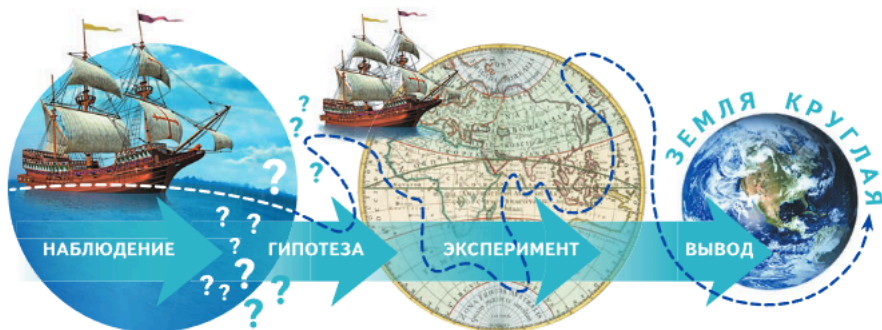 НАБЛЮДЕНИЕ
?
ГИПОТЕЗА
ЭКСПЕРИМЕНТ
ВЫВОД
ЗЕМЛЯ КРУГЛАЯ